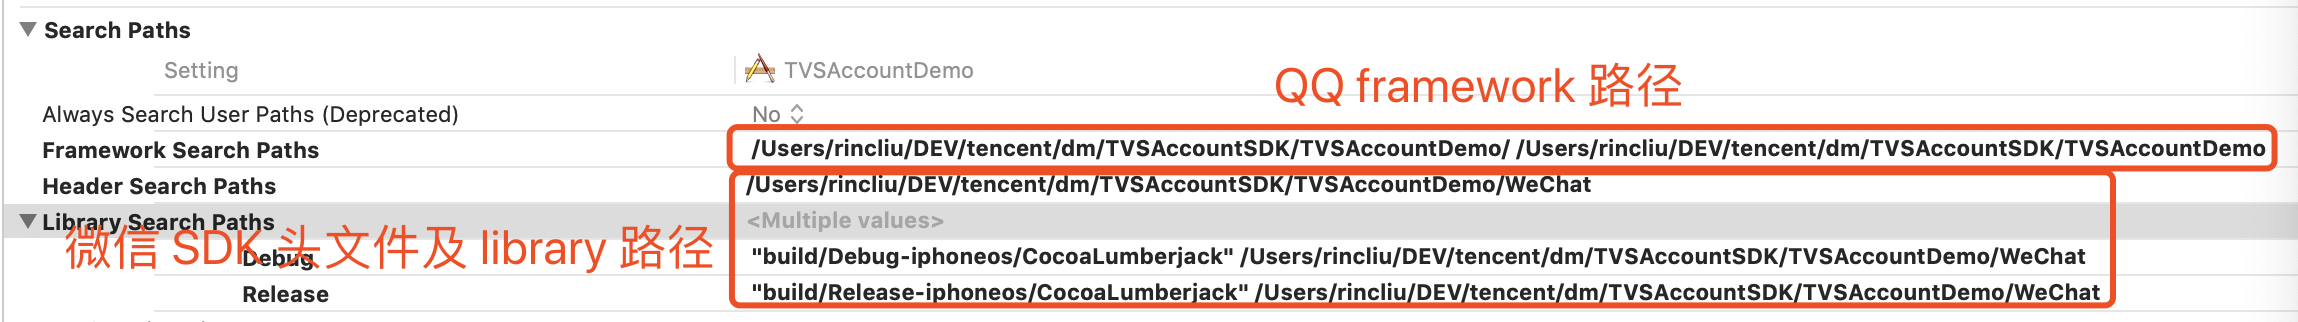 Search Paths
Setting TVSAccountDemo
QQ framework 路径
Always Search User Paths (Deprecated) No
Framework Search Paths /Users/rincliu/DEV/tencent/dm/TVSAccountSDK/TVSAccountDemo/ /Users/rincliu/DEV/tencent/dm/TVSAccountSDK/TVSAccountDemo
Header Search Paths /Users/rincliu/DEV/tencent/dm/TVSAccountSDK/TVSAccountDemo/WeChat
Library Search Paths <Multiple values>
微信 SDK 头文件及 library 路径
Debug "build/Debug-iphoneos/CocoaLumberjack" /Users/rincliu/DEV/tencent/dm/TVSAccountSDK/TVSAccountDemo/WeChat
Release "build/Release-iphoneos/CocoaLumberjack" /Users/rincliu/DEV/tencent/dm/TVSAccountSDK/TVSAccountDemo/WeChat